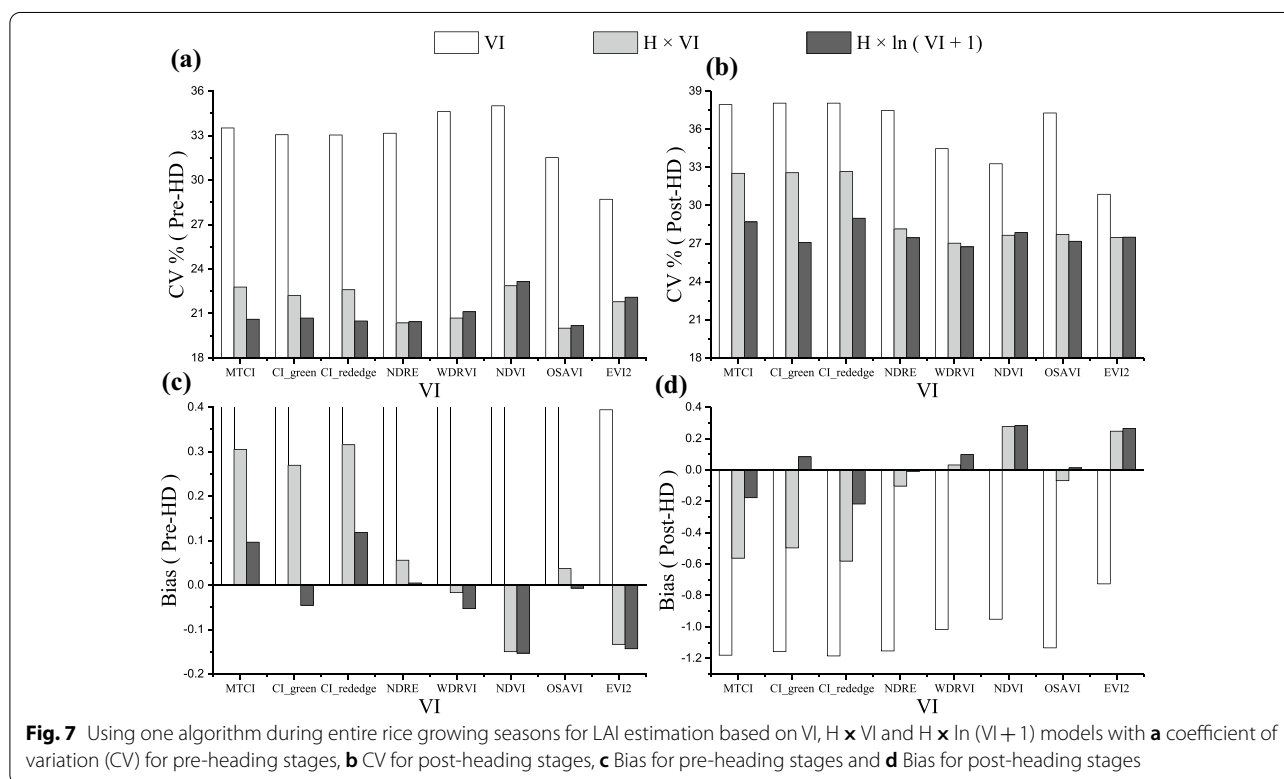 VI H × VI H × ln ( VI + 1)
(a)
36
33
30
27
24
21
18
CV % ( Pre-HD )
MTCI CI_green CI_rededge NDRE WDRVI NDVI OSAVI EVI2
VI
(b)
39
36
33
30
27
24
21
18
CV % ( Post-HD )
MTCI CI_green CI_rededge NDRE WDRVI NDVI OSAVI EVI2
VI
(c)
0.4
0.3
0.2
0.1
0.0
-0.1
-0.2
Bias ( Pre-HD )
MTCI CI_green CI_rededge NDRE WDRVI NDVI OSAVI EVI2
VI
(d)
0.4
0.2
0.0
-0.2
-0.4
-0.6
-0.8
-1.0
-1.2
Bias ( Post-HD )
MTCI CI_green CI_rededge NDRE WDRVI NDVI OSAVI EVI2
VI
Fig. 7 Using one algorithm during entire rice growing seasons for LAI estimation based on VI, H x VI and H x ln (VI + 1) models with a coefficient of
variation (CV) for pre-heading stages, b CV for post-heading stages, c Bias for pre-heading stages and d Bias for post-heading stages